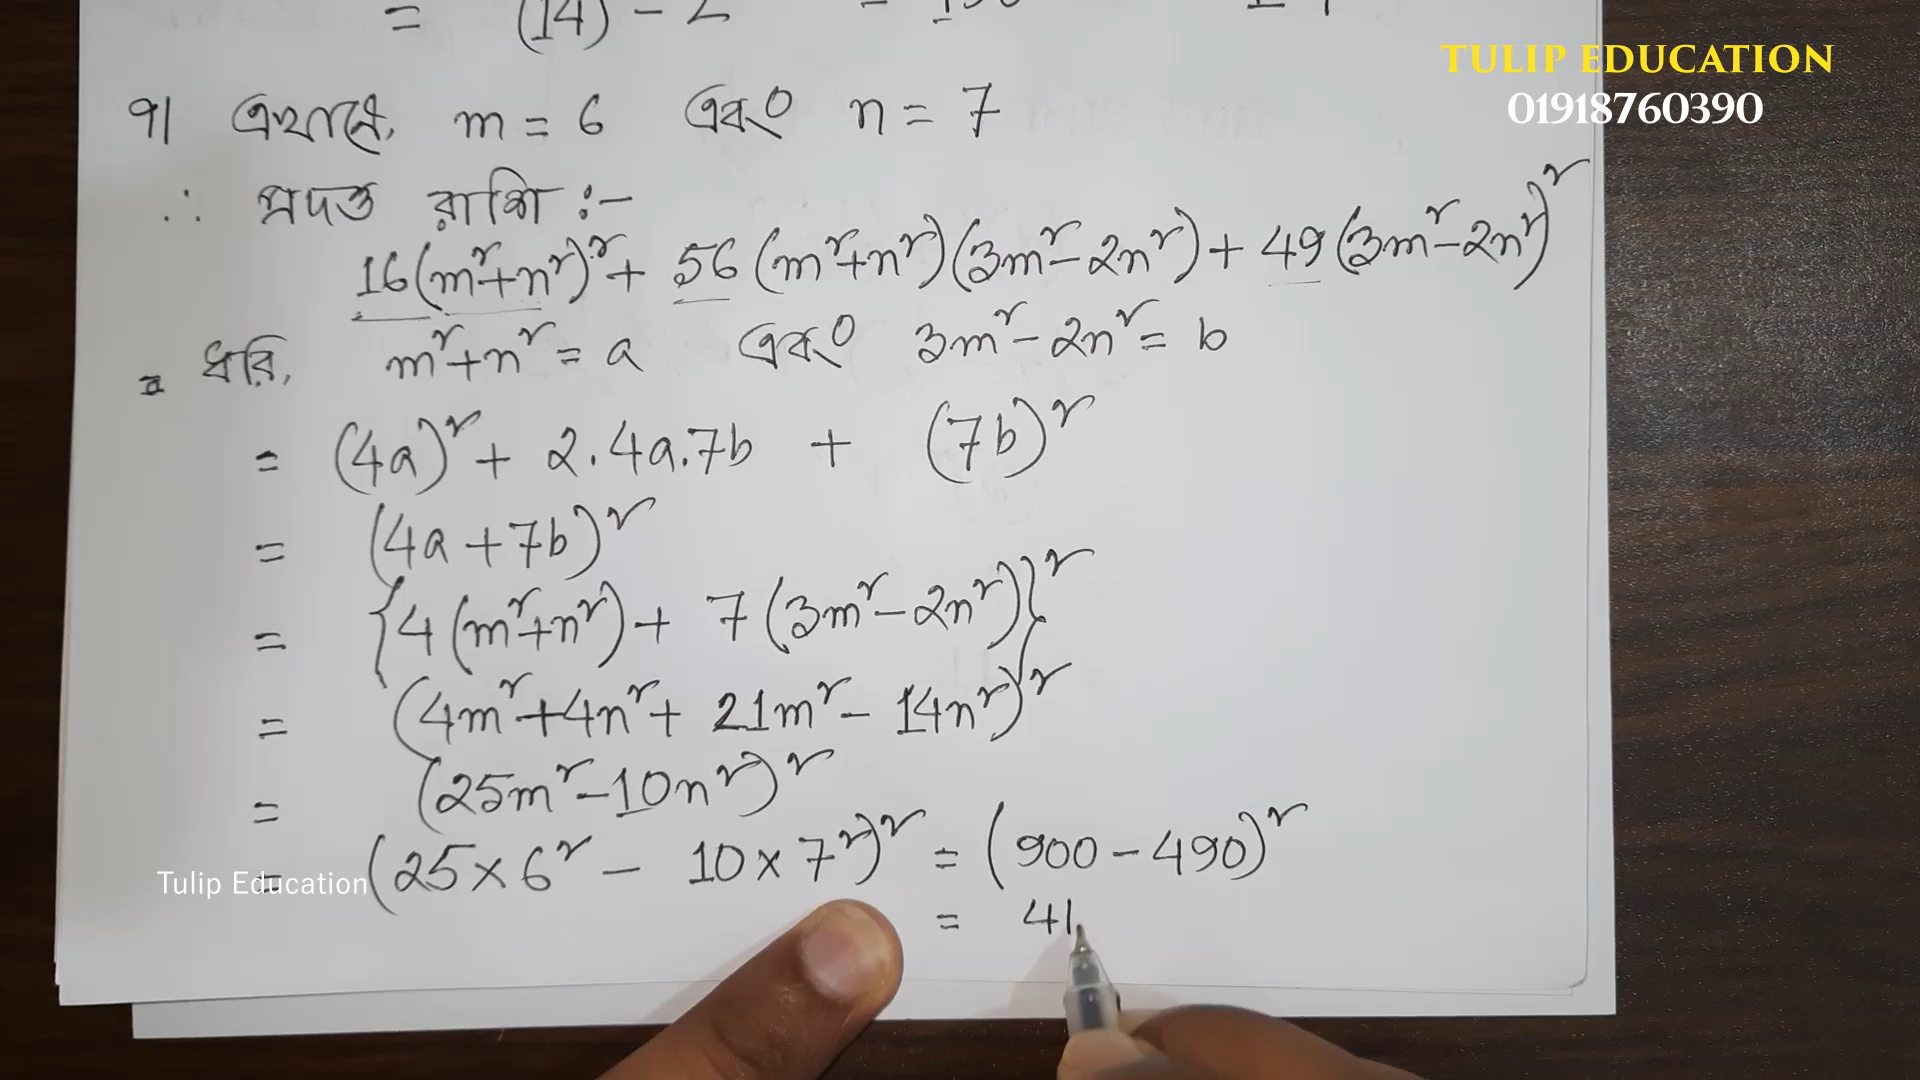 = (14) - 2
TULIP EDUCATION
01918760390
৭। এখানে, m = 6 এবং n = 7
∴ প্রদত্ত রাশি :-
16(m²+n²)² + 56(m²+n²)(3m²-2n²) + 49(3m²-2n²)²
= ধরি, m²+n² = a এবং 3m²-2n² = b
= (4a)² + 2.4a.7b + (7b)²
= (4a+7b)²
= {4(m²+n²) + 7(3m²-2n²)}²
= (4m²+4n²+21m²-14n²)²
= (25m²-10n²)²
= (25×6² - 10×7²)² = (900-490)²
= 41
Tulip Education